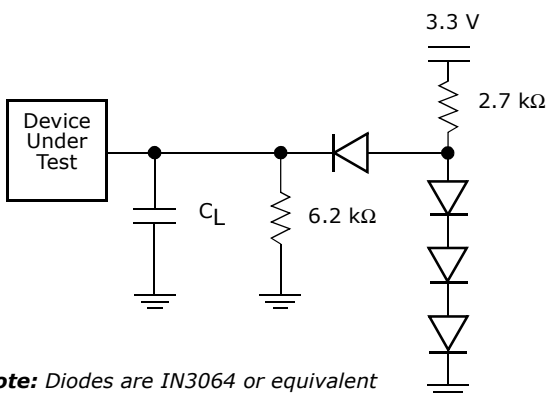 3.3 V
2.7 kΩ
Device
Under
Test
CL
6.2 kΩ
ote: Diodes are IN3064 or equivalent